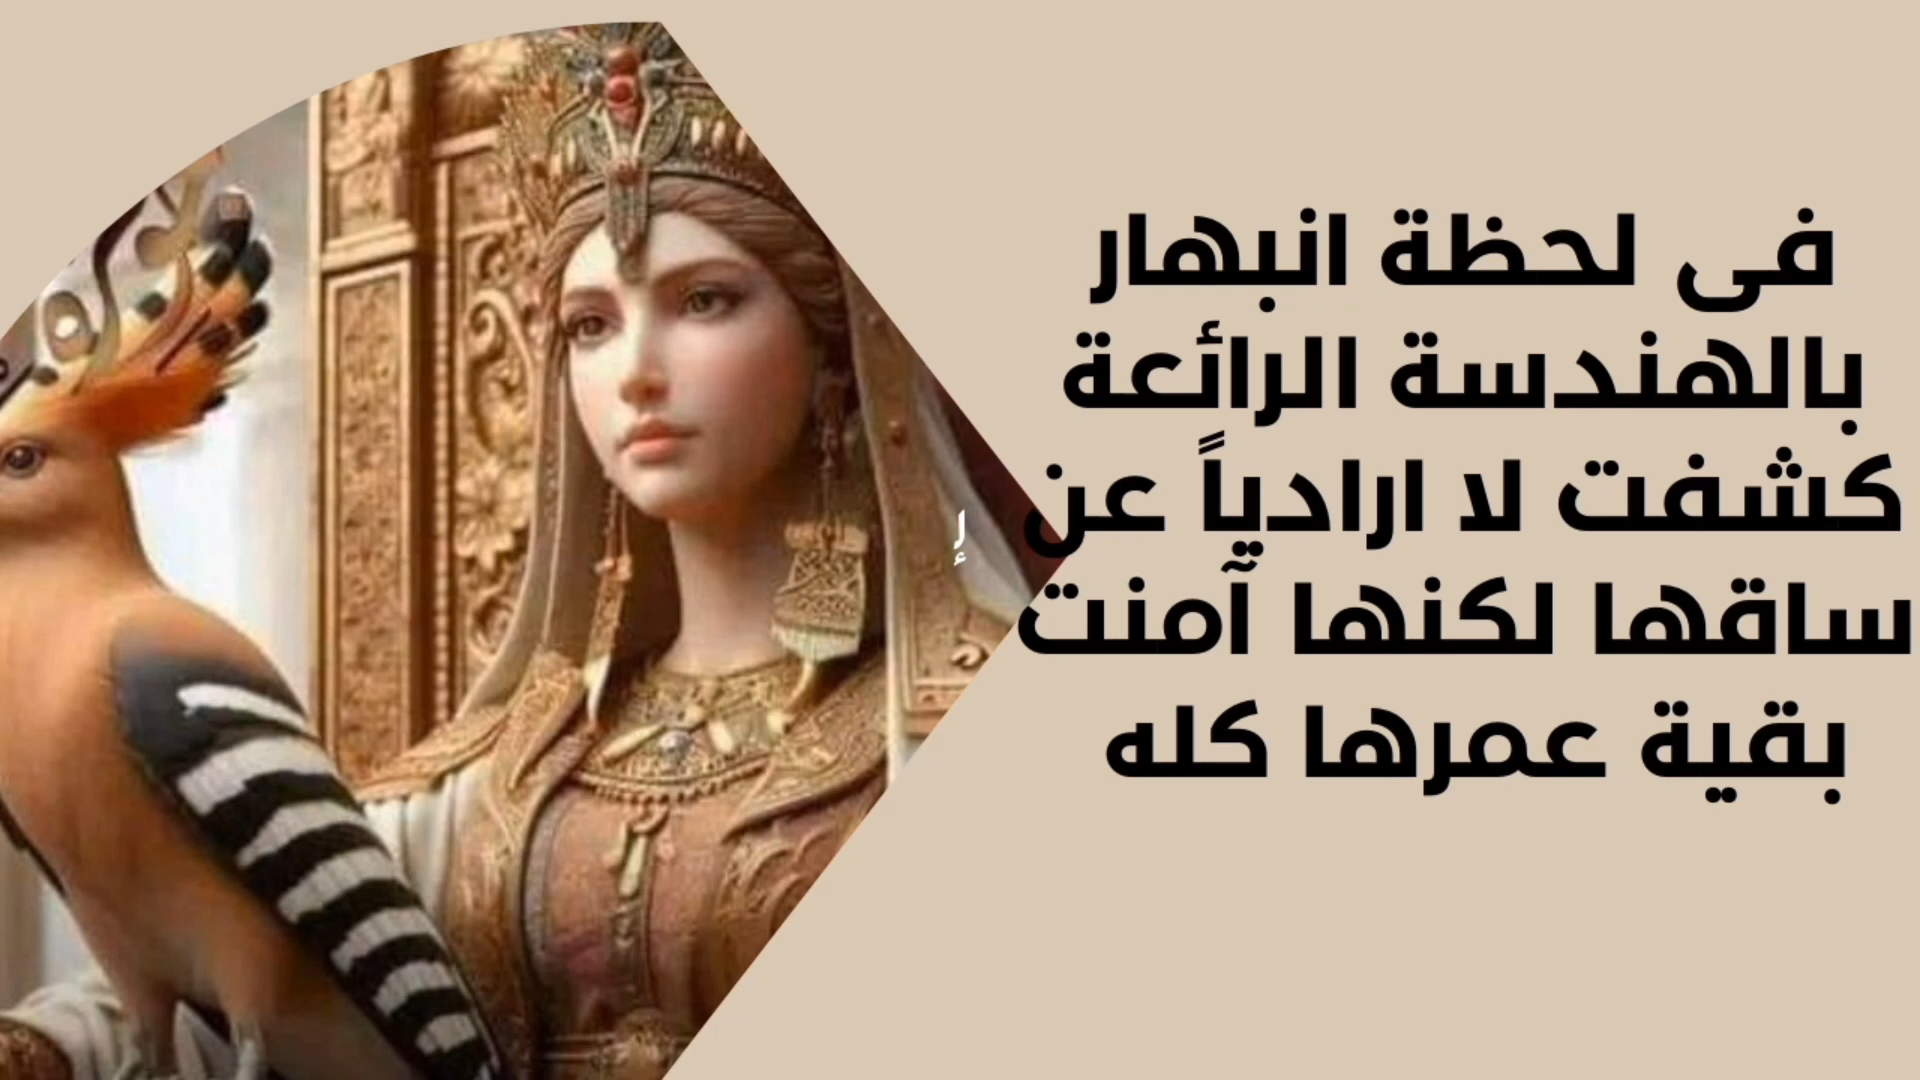 فى لحظة انبهار
بالهندسة الرائعة
كشفت لا ارادياً عن
ساقها لكنها آمنت
بقية عمرها كله
إ